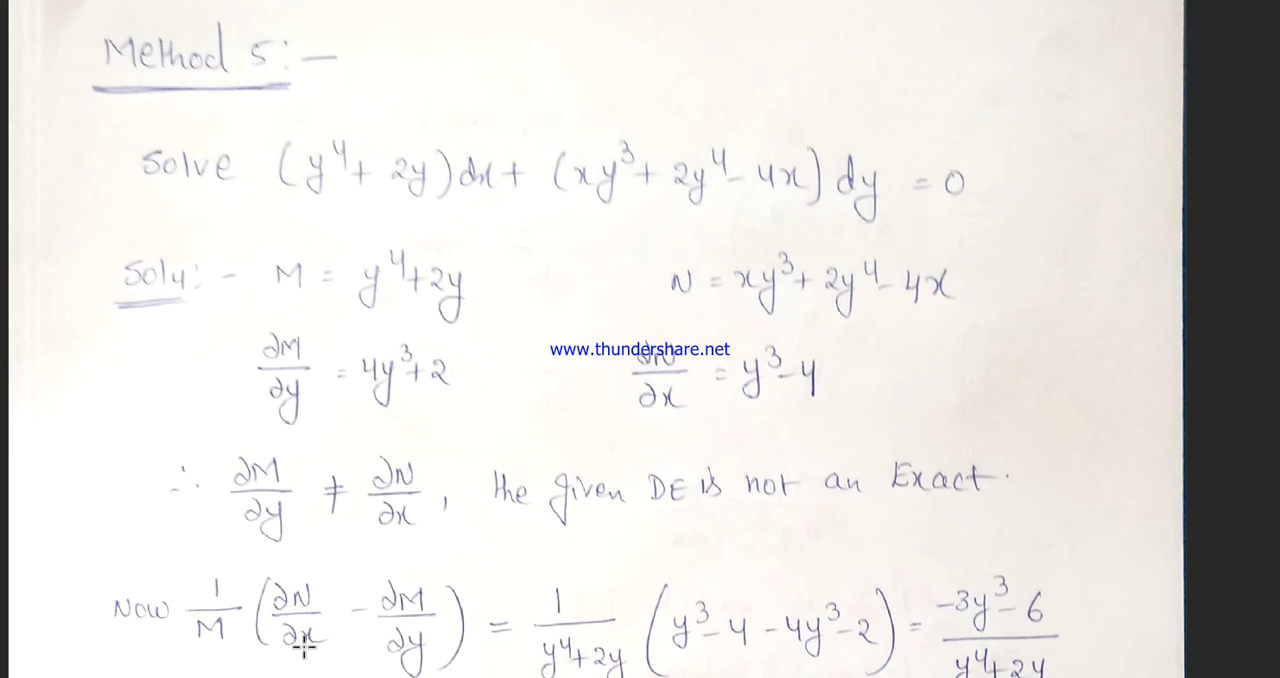 Method 5:-
Solve (y⁴+ 2y)dx + (xy³+ 2y⁴- 4x) dy = 0
Soly:- M = y⁴+2y N = xy³+ 2y⁴- 4x
∂M/∂y = 4y³+2 www.thundershare.net ∂N/∂x = y³-4
∴ ∂M/∂y ≠ ∂N/∂x, the given DE is not an Exact.
Now 1/M (∂N/∂x - ∂M/∂y) = 1/(y⁴+2y) (y³-4-4y³-2) = (-3y³-6)/(y⁴+2y)